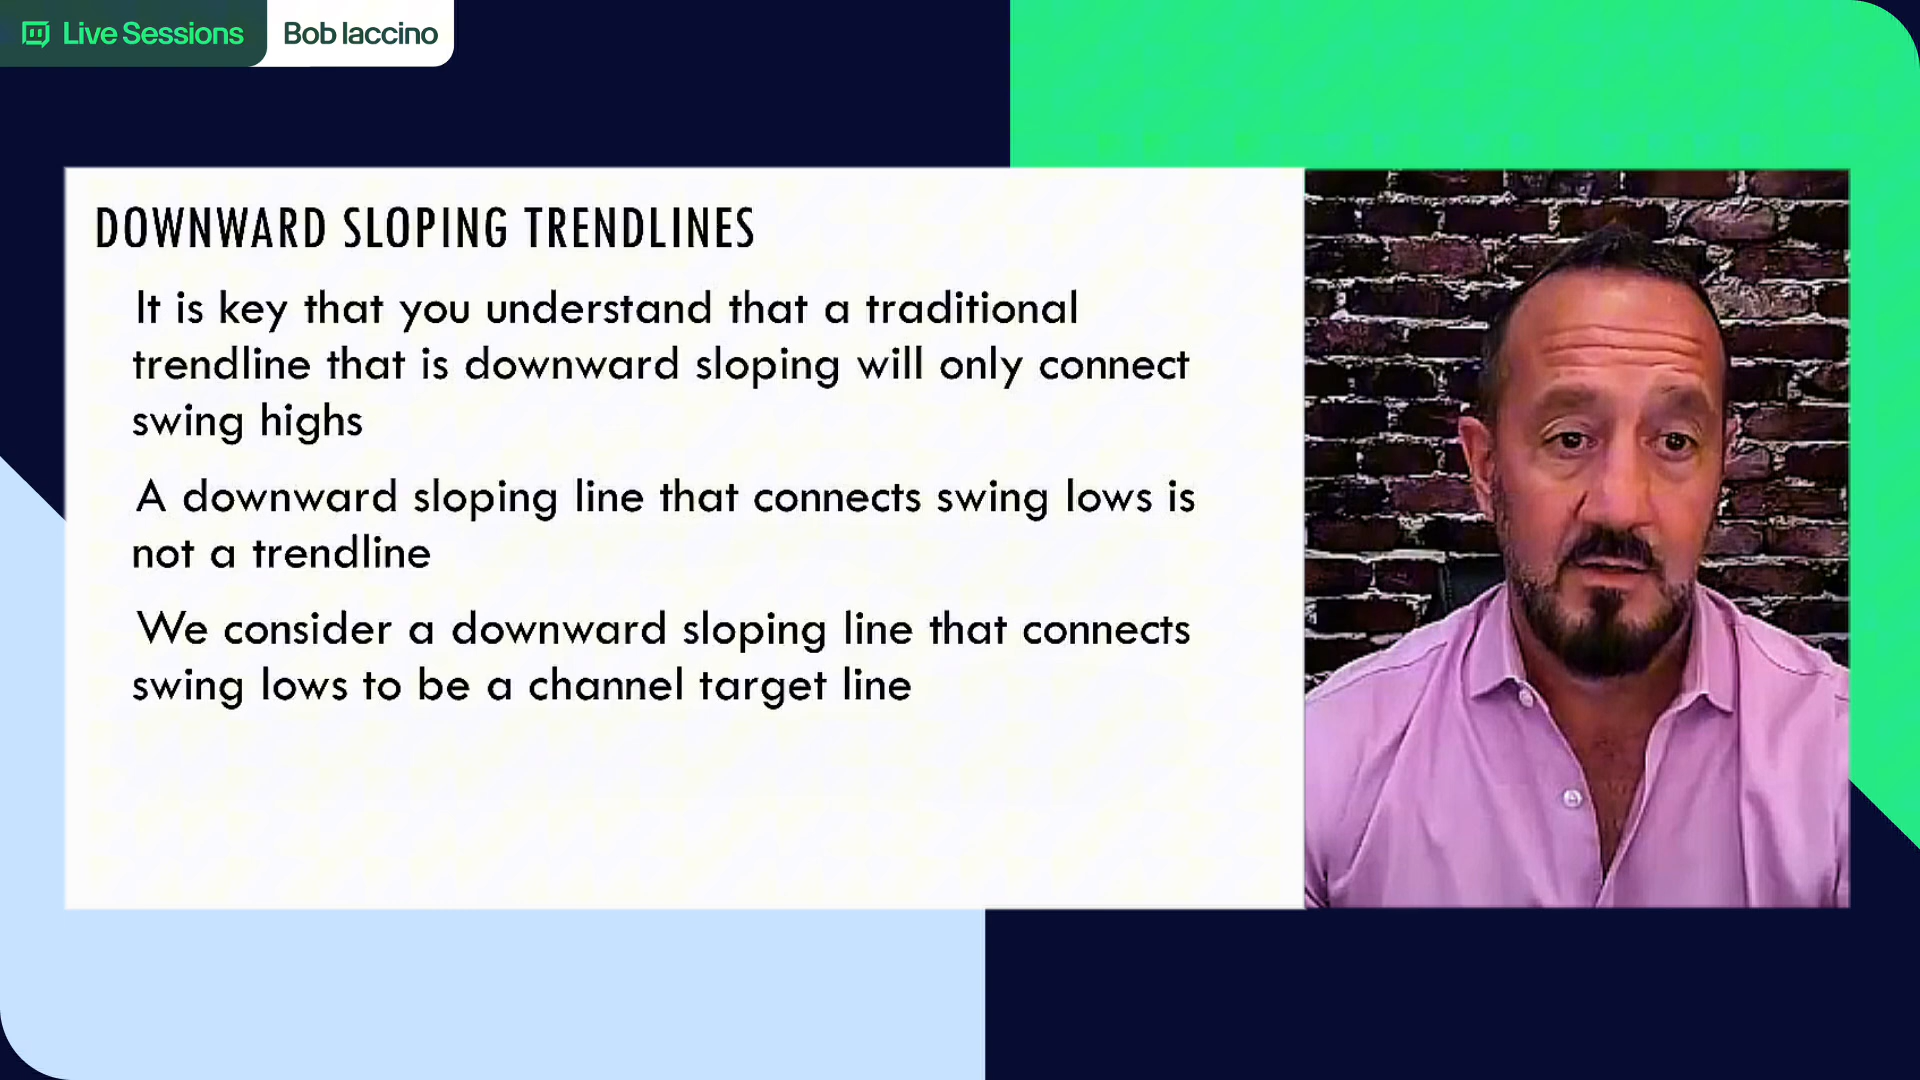 Live Sessions
Bob Iaccino
DOWNWARD SLOPING TRENDLINES
It is key that you understand that a traditional
trendline that is downward sloping will only connect
swing highs
A downward sloping line that connects swing lows is
not a trendline
We consider a downward sloping line that connects
swing lows to be a channel target line